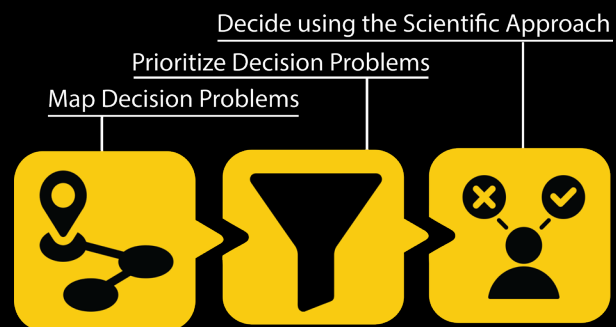 Decide using the Scientific Approach
Prioritize Decision Problems
Map Decision Problems